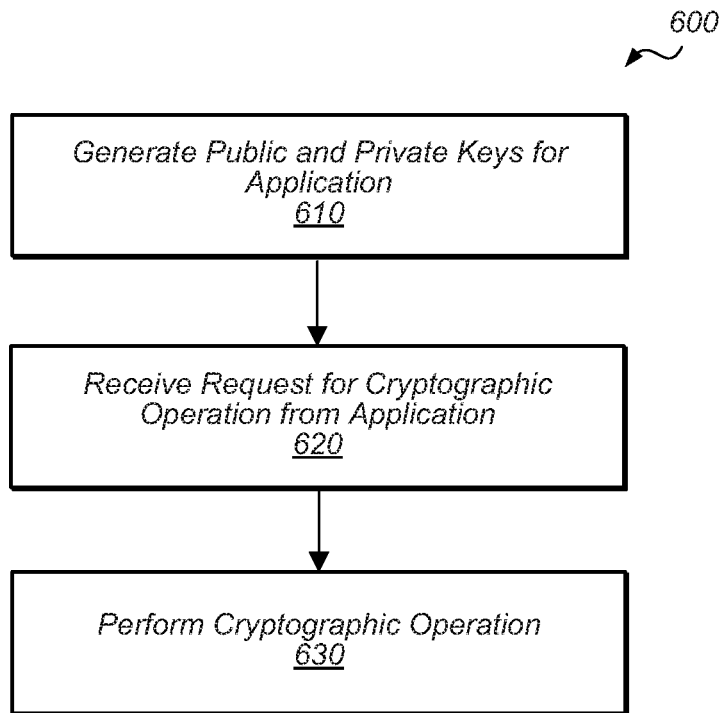 600
Generate Public and Private Keys for
Application
610
Receive Request for Cryptographic
Operation from Application
620
Perform Cryptographic Operation
630